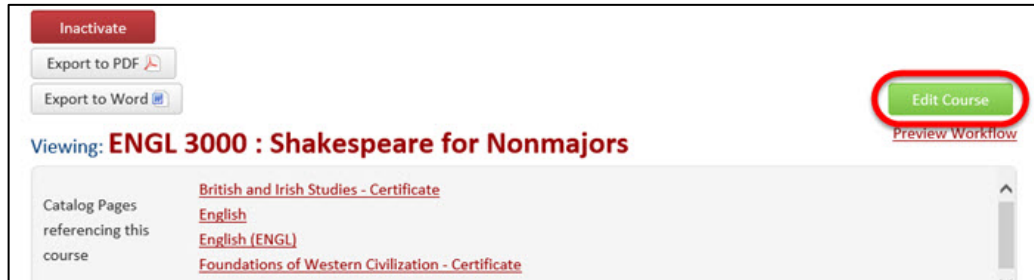 Inactivate
Export to PDF
Export to Word
Edit Course
Preview Workflow
Viewing: ENGL 3000 : Shakespeare for Nonmajors
Catalog Pages
referencing this
course
British and Irish Studies - Certificate
English
English (ENGL)
Foundations of Western Civilization - Certificate